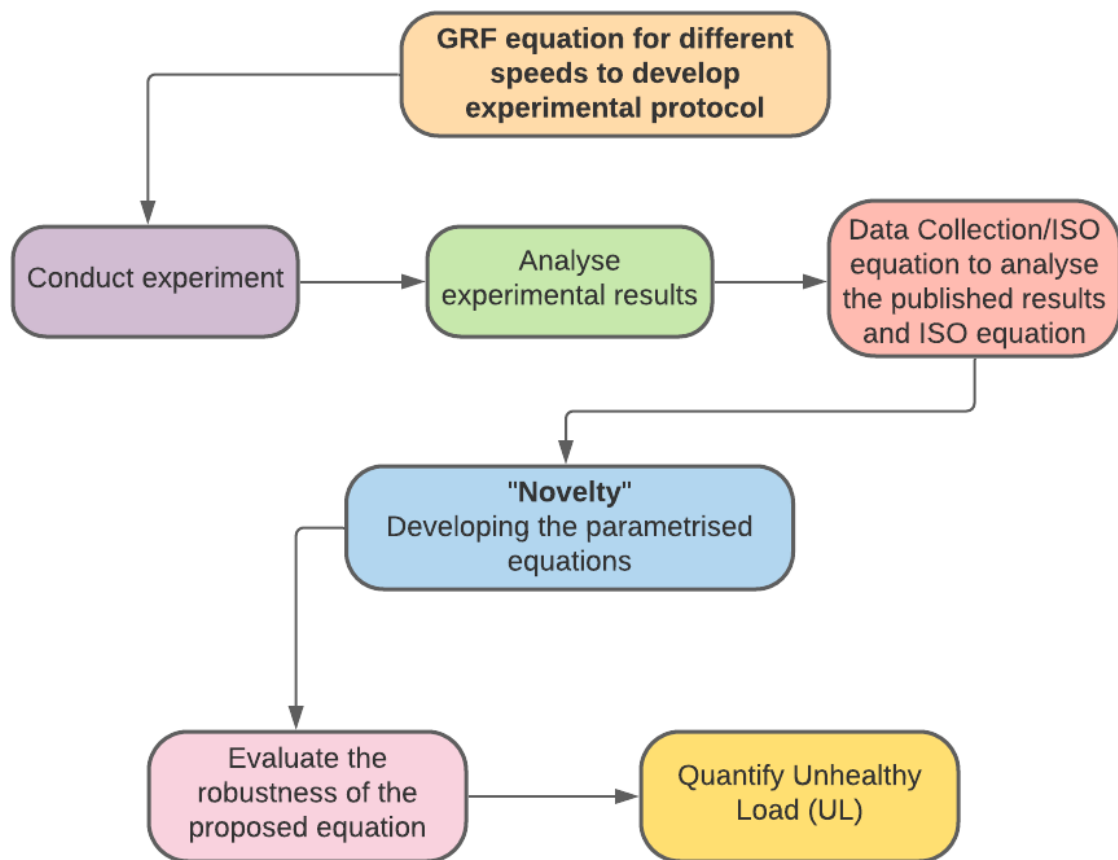 GRF equation for different
speeds to develop
experimental protocol
Conduct experiment
Analyse
experimental results
Data Collection/ISO
equation to analyse
the published results
and ISO equation
"Novelty"
Developing the parametrised
equations
Evaluate the
robustness of the
proposed equation
Quantify Unhealthy
Load (UL)